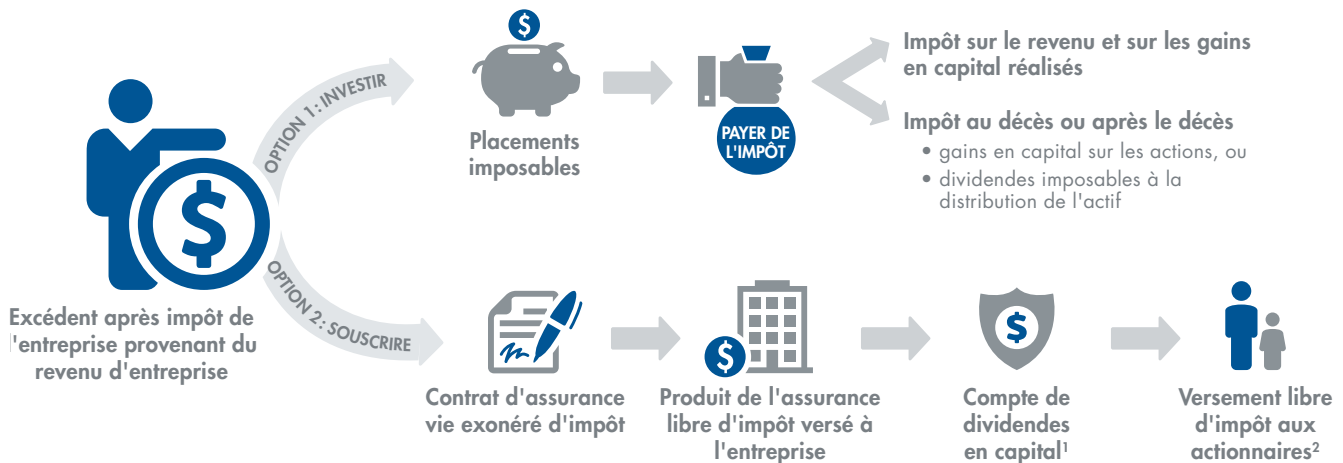 Excédent après impôt de
l'entreprise provenant du
revenu d'entreprise
OPTION 1 : INVESTIR
$
Placements
imposables
PAYER DE
L'IMPÔT
Impôt sur le revenu et sur les gains
en capital réalisés
Impôt au décès ou après le décès
• gains en capital sur les actions, ou
• dividendes imposables à la
distribution de l'actif
$
OPTION 2 : SOUSCRIRE
Contrat d'assurance
vie exonéré d'impôt
$
Produit de l'assurance
libre d'impôt versé à
l'entreprise
$
Compte de
dividendes
en capital¹
Versement libre
d'impôt aux
actionnaires²